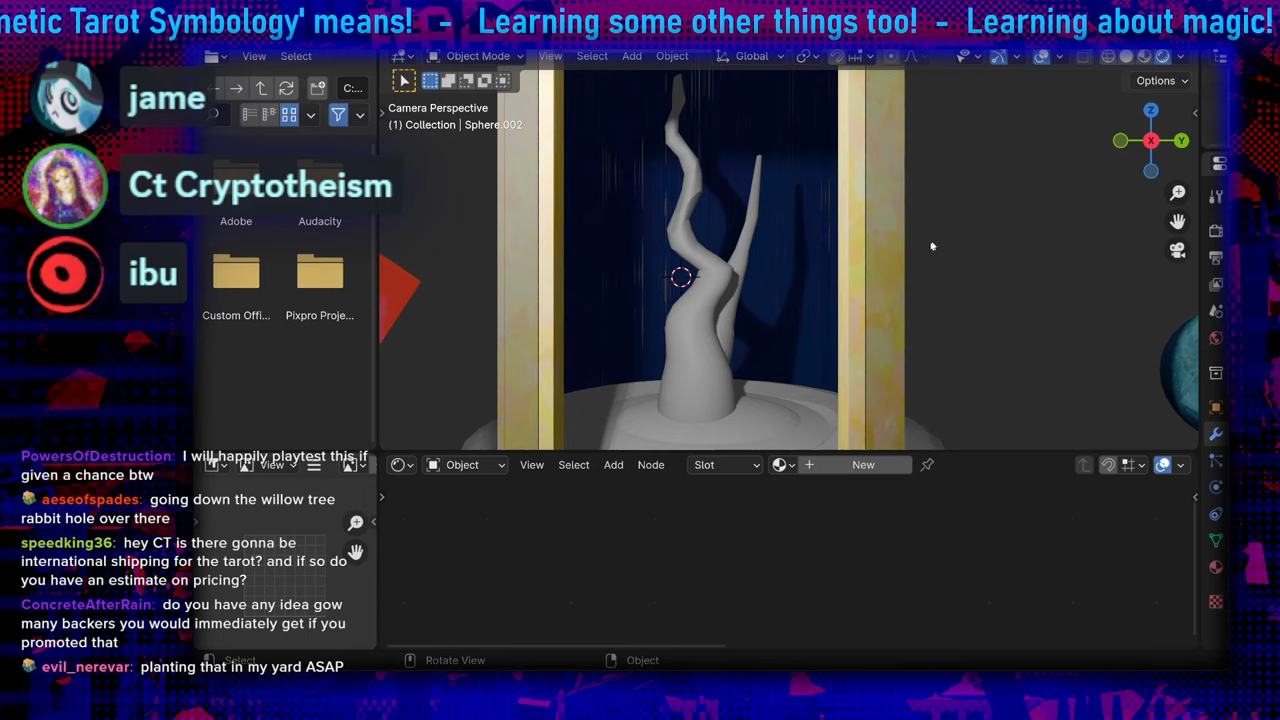 netic Tarot Symbology' means!  -  Learning some other things too!  -  Learning about magic!
View Select
Object Mode View Select Add Object Global
Options
C:...
jame
Camera Perspective
(1) Collection | Sphere.002
Ct Cryptotheism
Adobe Audacity
ibu
Custom Offi... Pixpro Proje...
Z
Y
X
PowersOfDestruction: I will happily playtest this if
given a chance btw
View
Object View Select Add Node Slot New
aeseofspades: going down the willow tree
rabbit hole over there
speedking36: hey CT is there gonna be
international shipping for the tarot? and if so do
you have an estimate on pricing?
ConcreteAfterRain: do you have any idea gow
many backers you would immediately get if you
promoted that
evil_nerevar: planting that in my yard ASAP
Select Rotate View Object